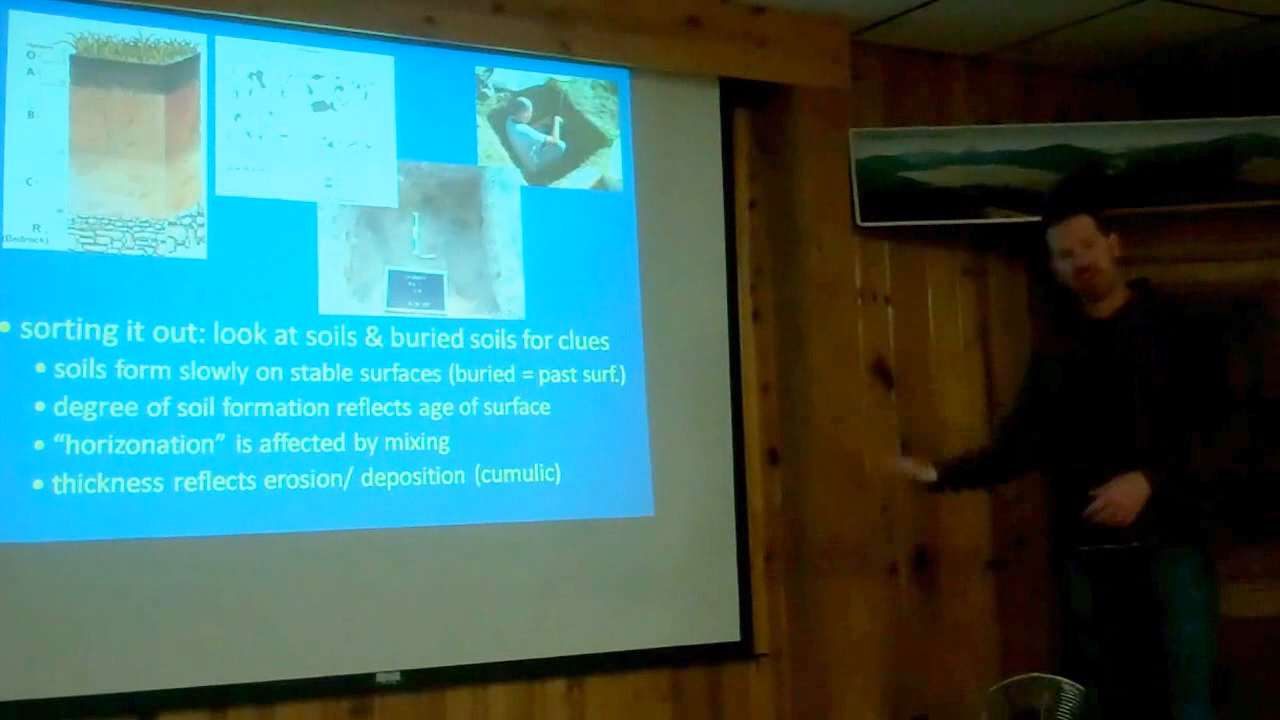 O
A
B
C
R
(Bedrock)
• sorting it out: look at soils & buried soils for clues
• soils form slowly on stable surfaces (buried = past surf.)
• degree of soil formation reflects age of surface
• “horizonation” is affected by mixing
• thickness reflects erosion/ deposition (cumulic)